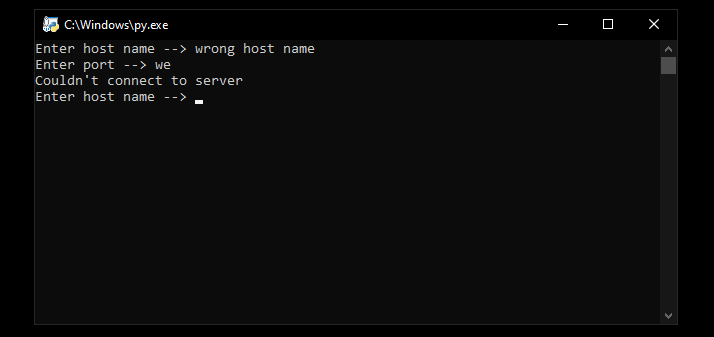 C:\Windows\py.exe
Enter host name --> wrong host name
Enter port --> we
Couldn't connect to server
Enter host name -->